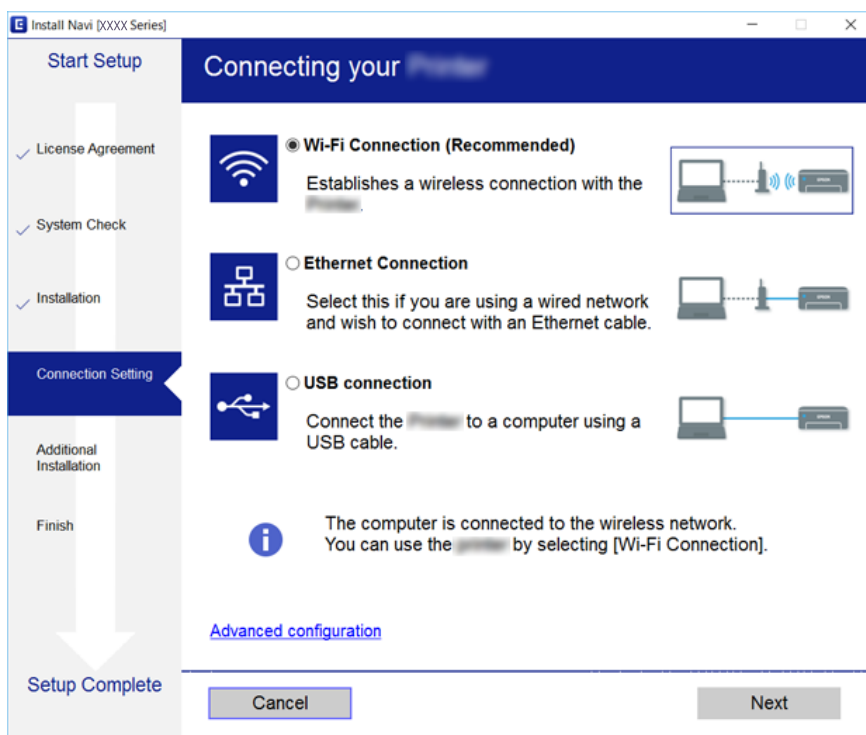 Install Navi [XXXX Series]
Start Setup
License Agreement
System Check
Installation
Connection Setting
Additional
Installation
Finish
Setup Complete
Connecting your
Wi-Fi Connection (Recommended)
Establishes a wireless connection with the
.
Ethernet Connection
Select this if you are using a wired network
and wish to connect with an Ethernet cable.
USB connection
Connect the to a computer using a
USB cable.
The computer is connected to the wireless network.
You can use the by selecting [Wi-Fi Connection].
Advanced configuration
Cancel
Next